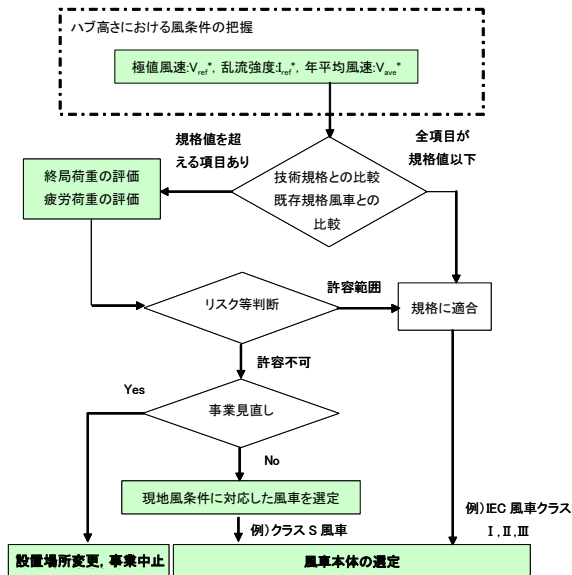 ハブ高さにおける風条件の把握
極値風速:Vref*, 乱流強度:Iref*, 年平均風速:Vave*
規格値を超
える項目あり
全項目が
規格値以下
終局荷重の評価
疲労荷重の評価
技術規格との比較
既存規格風車との
比較
リスク等判断
許容範囲
規格に適合
許容不可
Yes
事業見直し
No
現地風条件に対応した風車を選定
例)クラス S 風車
例)IEC 風車クラス
Ⅰ,Ⅱ,Ⅲ
設置場所変更, 事業中止
風車本体の選定